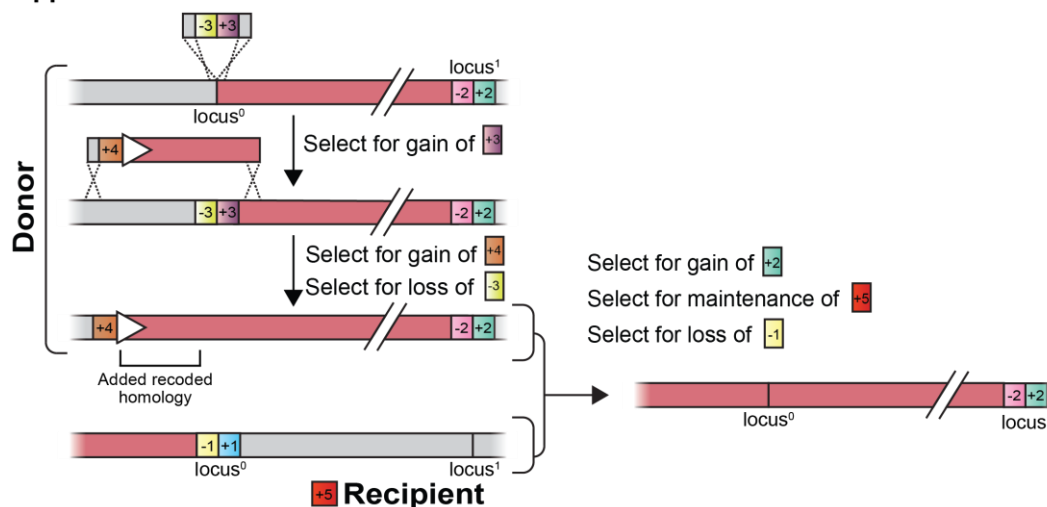 -3 +3
locus¹
-2 +2
locus⁰
Select for gain of +3
+4
Donor
-3 +3
-2 +2
Select for gain of +4
Select for loss of -3
+4
-2 +2
Added recoded
homology
-1 +1
locus⁰
locus¹
+5 Recipient
Select for gain of +2
Select for maintenance of +5
Select for loss of -1
-2 +2
locus⁰
locus